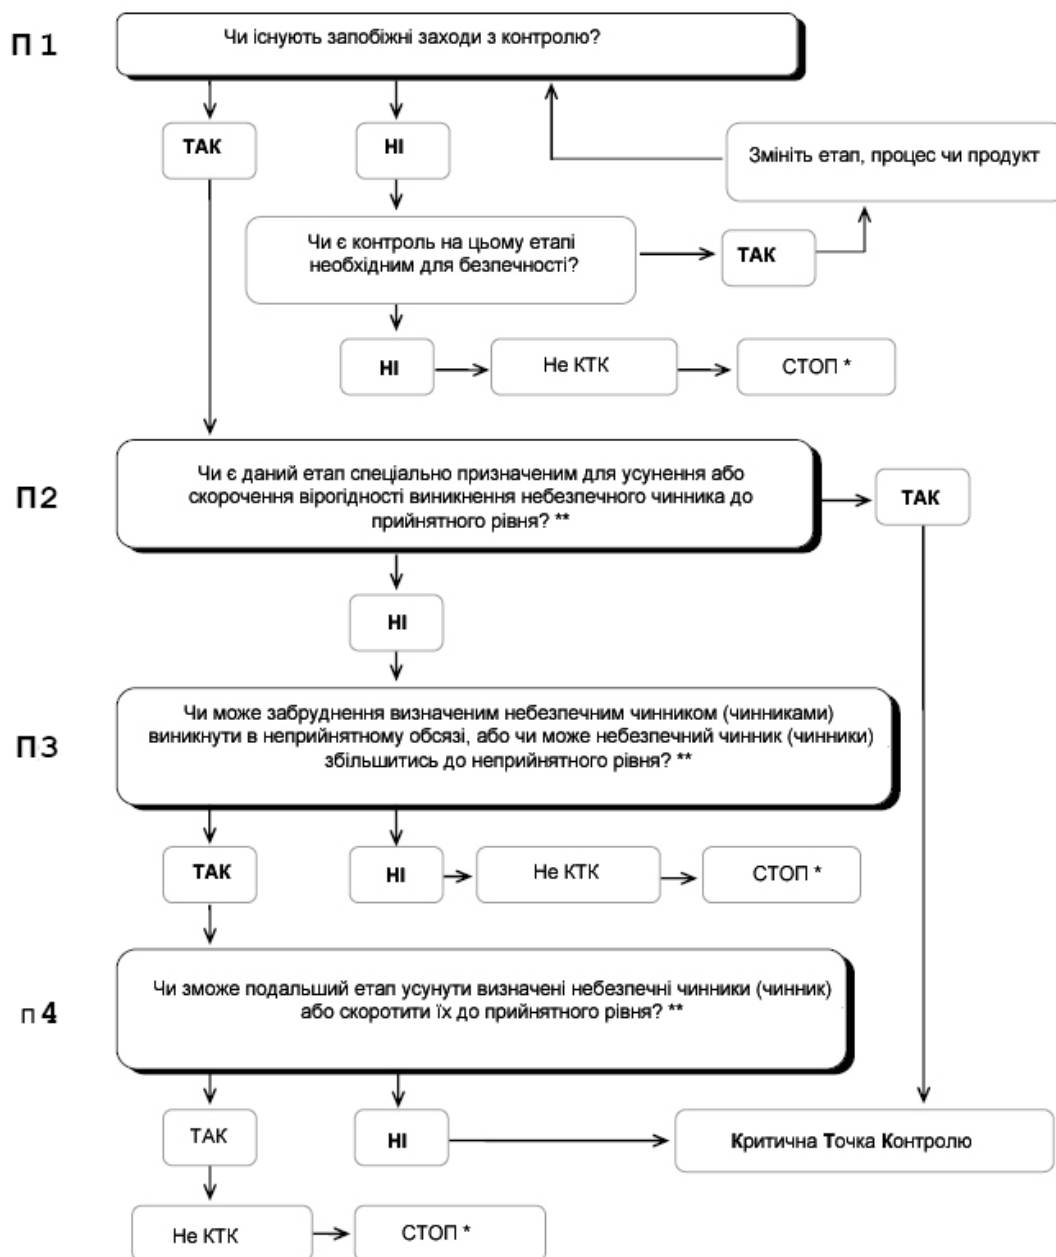 П 1
Чи існують запобіжні заходи з контролю?
ТАК
НІ
Змініть етап, процес чи продукт
Чи є контроль на цьому етапі
необхідним для безпечності?
ТАК
НІ
Не КТК
СТОП *
П2
Чи є даний етап спеціально призначеним для усунення або
скорочення вірогідності виникнення небезпечного чинника до
прийнятного рівня? **
ТАК
НІ
П3
Чи може забруднення визначеним небезпечним чинником (чинниками)
виникнути в неприйнятному обсязі, або чи може небезпечний чинник (чинники)
збільшитись до неприйнятного рівня? **
ТАК
НІ
Не КТК
СТОП *
п 4
Чи зможе подальший етап усунути визначені небезпечні чинники (чинник)
або скоротити їх до прийнятного рівня? **
ТАК
НІ
Критична Точка Контролю
Не КТК
СТОП *